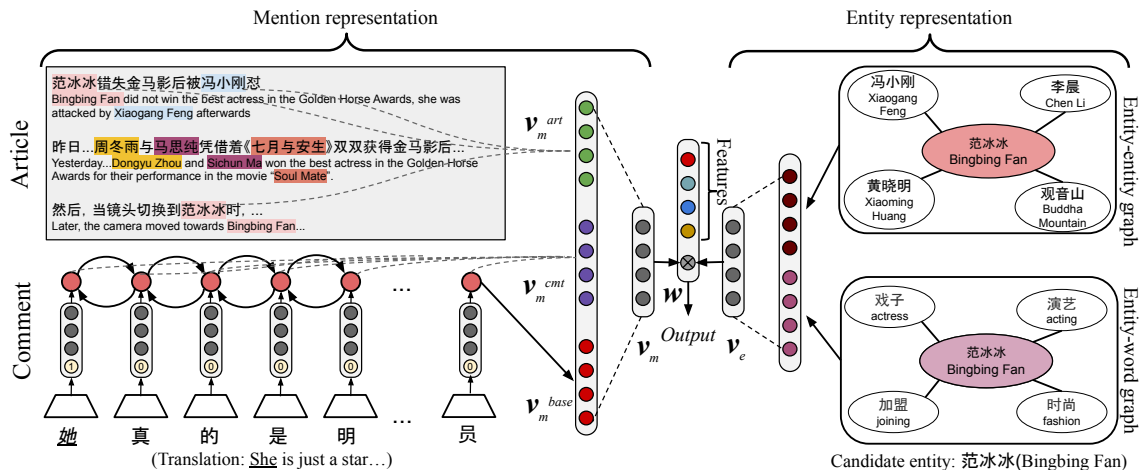 Mention representation
Entity representation
Article
范冰冰错失金马影后被冯小刚怼
Bingbing Fan did not win the best actress in the Golden Horse Awards, she was
attacked by Xiaogang Feng afterwards
昨日...周冬雨与马思纯凭借着《七月与安生》双双获得金马影后...
Yesterday...Dongyu Zhou and Sichun Ma won the best actress in the Golden Horse
Awards for their performance in the movie “Soul Mate”.
然后, 当镜头切换到范冰冰时, ...
Later, the camera moved towards Bingbing Fan...
Comment
...
1
0
0
0
0
0
...
她
真
的
是
明
员
(Translation: She is just a star…)
v_m^art
v_m^cmt
v_m^base
v_m
Features
w
Output
v_e
冯小刚
Xiaogang
Feng
李晨
Chen Li
范冰冰
Bingbing Fan
黄晓明
Xiaoming
Huang
观音山
Buddha
Mountain
Entity-entity graph
戏子
actress
演艺
acting
范冰冰
Bingbing Fan
加盟
joining
时尚
fashion
Entity-word graph
Candidate entity: 范冰冰(Bingbing Fan)